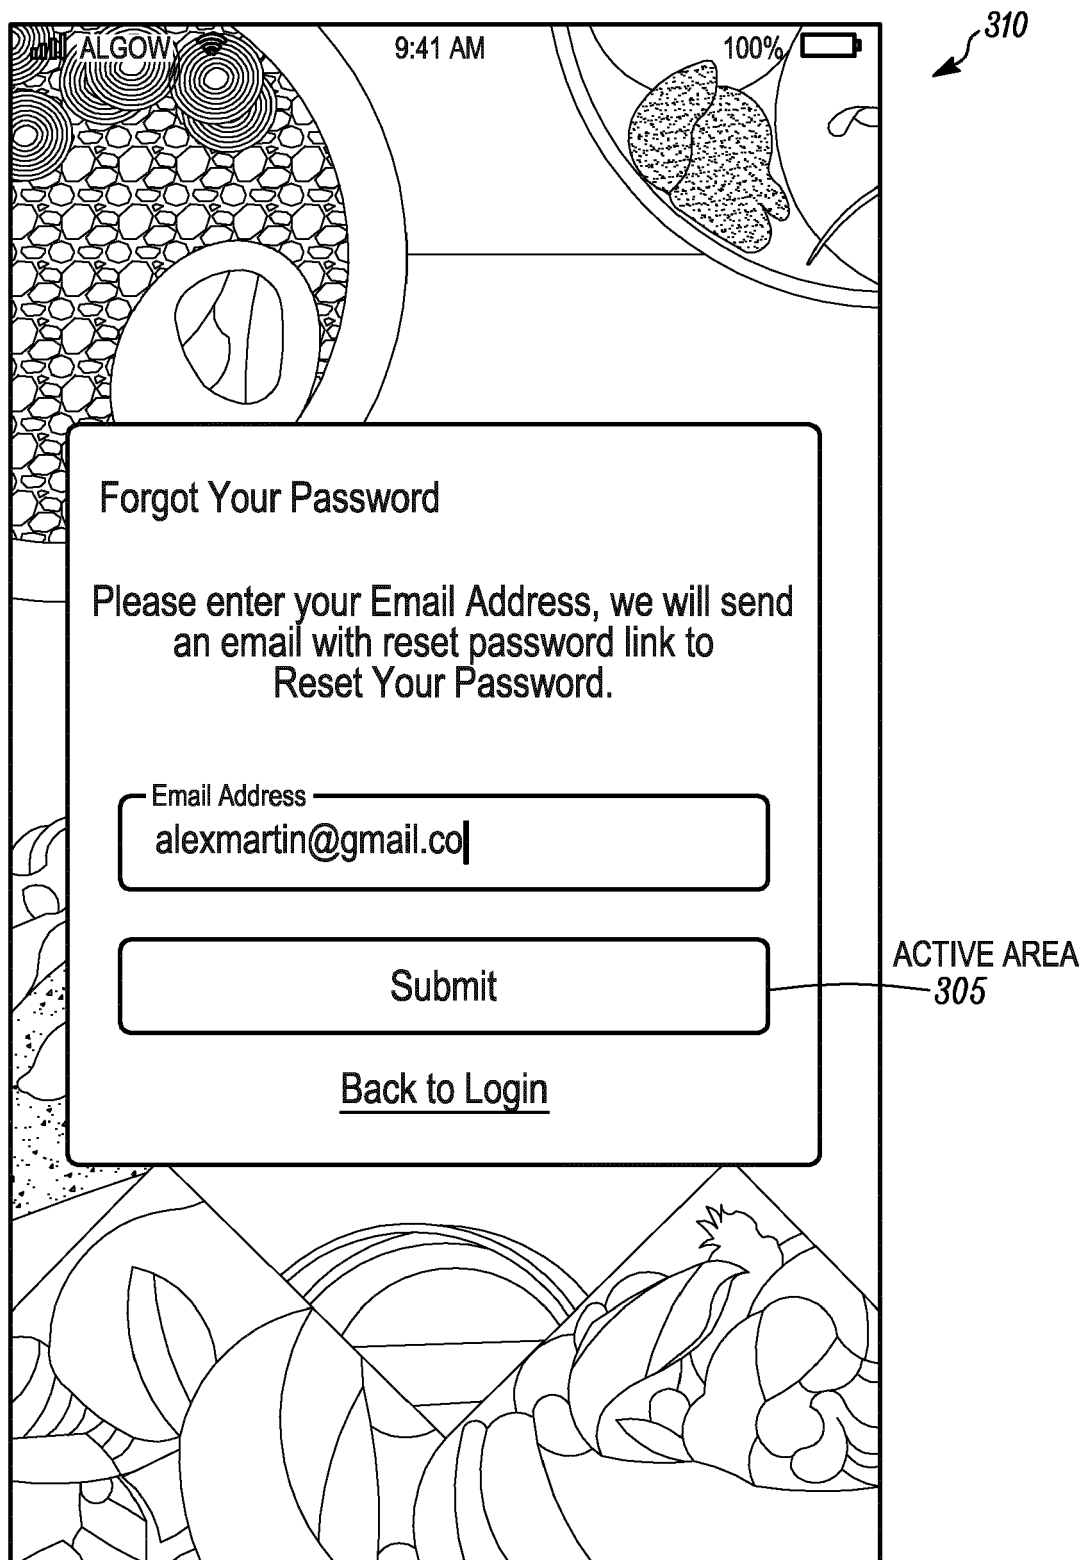 310
ALGOW 9:41 AM 100%
Forgot Your Password
Please enter your Email Address, we will send
an email with reset password link to
Reset Your Password.
Email Address
alexmartin@gmail.co
Submit
ACTIVE AREA
305
Back to Login